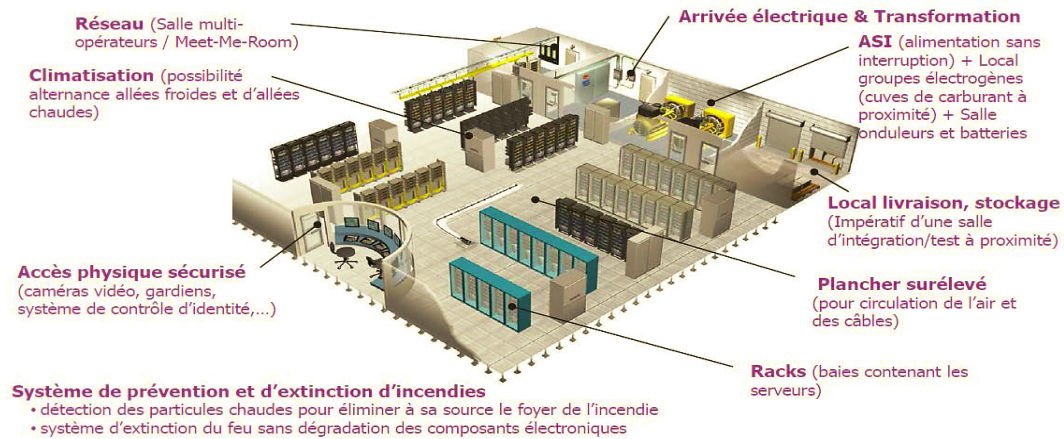 Réseau (Salle multi-
opérateurs / Meet-Me-Room)
Climatisation (possibilité
alternance allées froides et d'allées
chaudes)
Arrivée électrique & Transformation
ASI (alimentation sans
interruption) + Local
groupes électrogènes
(cuves de carburant à
proximité) + Salle
onduleurs et batteries
Local livraison, stockage
(Impératif d'une salle
d'intégration/test à proximité)
Accès physique sécurisé
(caméras vidéo, gardiens,
système de contrôle d'identité,...)
Plancher surélevé
(pour circulation de l'air et
des câbles)
Racks (baies contenant les
serveurs)
Système de prévention et d'extinction d'incendies
• détection des particules chaudes pour éliminer à sa source le foyer de l'incendie
• système d'extinction du feu sans dégradation des composants électroniques